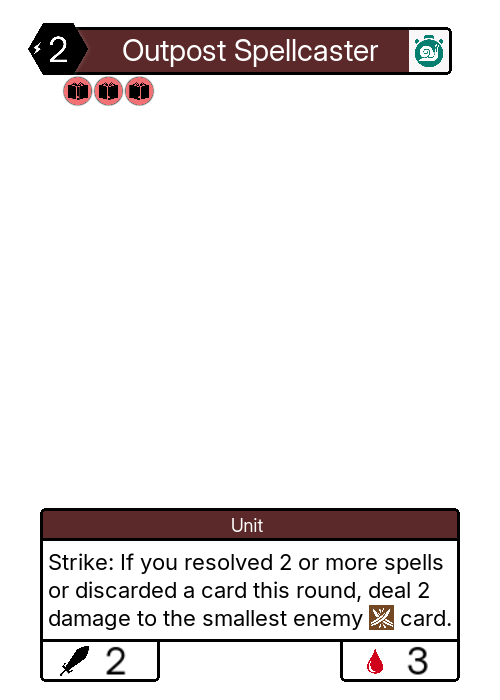 2 Outpost Spellcaster
Unit
Strike: If you resolved 2 or more spells
or discarded a card this round, deal 2
damage to the smallest enemy card.
2 3